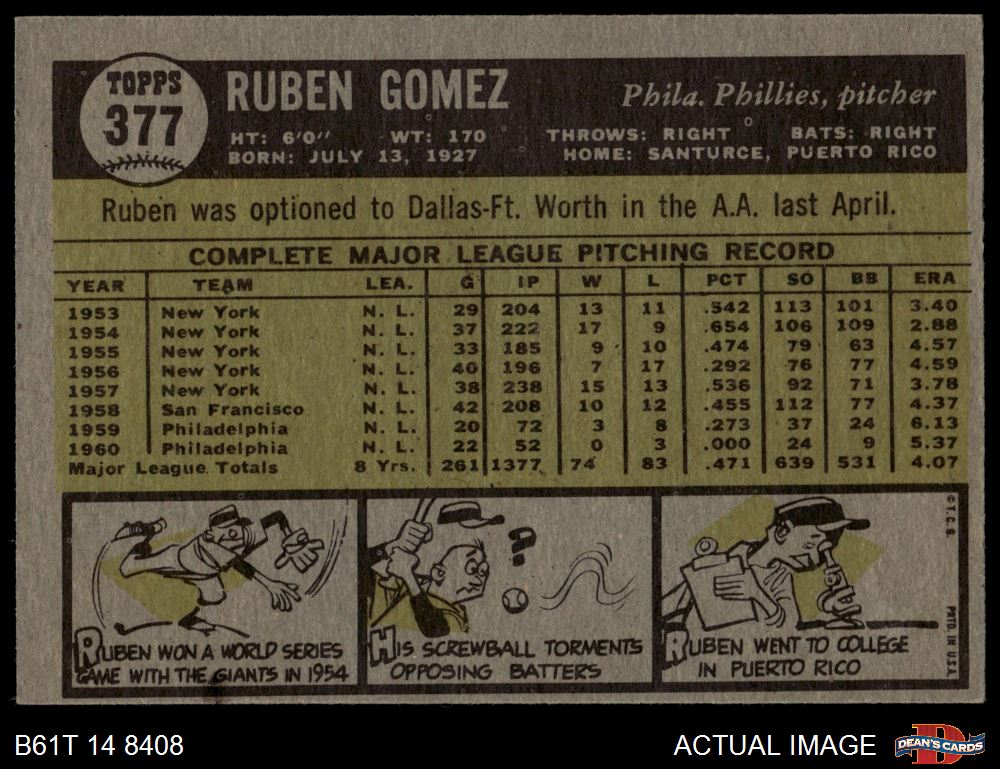 TOPPS
377
RUBEN GOMEZ
Phila. Phillies, pitcher
HT: 6'0" WT: 170 THROWS: RIGHT BATS: RIGHT
BORN: JULY 13, 1927 HOME: SANTURCE, PUERTO RICO
Ruben was optioned to Dallas-Ft. Worth in the A.A. last April.
COMPLETE MAJOR LEAGUE PITCHING RECORD
YEAR TEAM LEA. G IP W L PCT SO BB ERA
1953 New York N. L. 29 204 13 11 .542 113 101 3.40
1954 New York N. L. 37 222 17 9 .654 106 109 2.88
1955 New York N. L. 33 185 9 10 .474 79 63 4.57
1956 New York N. L. 40 196 7 17 .292 76 77 4.59
1957 New York N. L. 38 238 15 13 .536 92 71 3.78
1958 San Francisco N. L. 42 208 10 12 .455 112 77 4.37
1959 Philadelphia N. L. 20 72 3 8 .273 37 24 6.13
1960 Philadelphia N. L. 22 52 0 3 .000 24 9 5.37
Major League Totals 8 Yrs. 261 1377 74 83 .471 639 531 4.07
?
RUBEN WON A WORLD SERIES
GAME WITH THE GIANTS IN 1954
HIS SCREWBALL TORMENTS
OPPOSING BATTERS
RUBEN WENT TO COLLEGE
IN PUERTO RICO
© T. C. G.
PRTD. IN U.S.A.
B61T 14 8408
ACTUAL IMAGE
D
DEAN'S CARDS